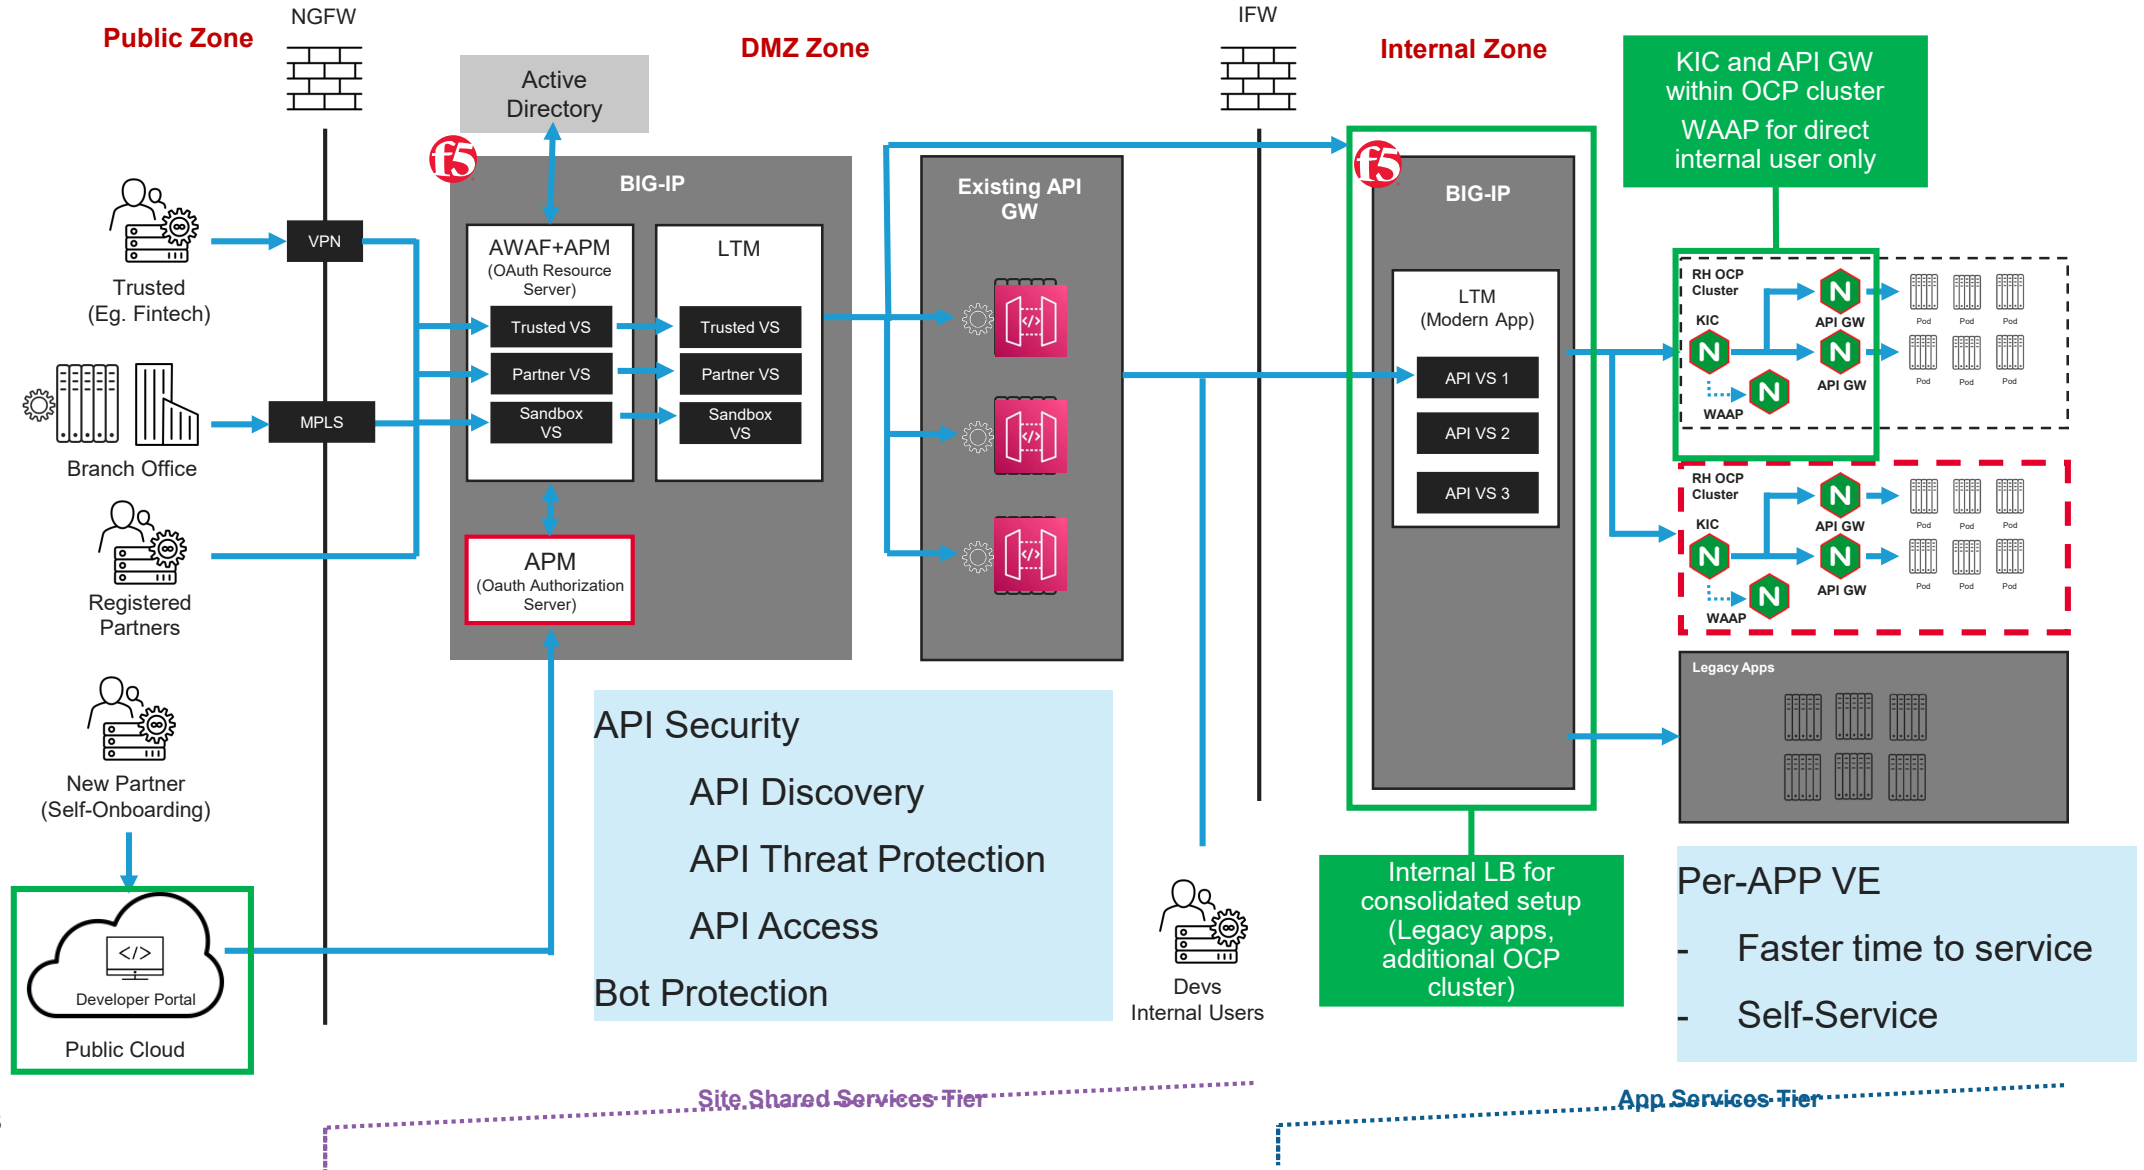 NGFW
IFW
Public Zone
DMZ Zone
Internal Zone
KIC and API GW
within OCP cluster
WAAP for direct
internal user only
Active
Directory
f5
BIG-IP
Existing API
GW
f5
BIG-IP
AWAF+APM
(OAuth Resource
Server)
Trusted VS
Partner VS
Sandbox
VS
LTM
Trusted VS
Partner VS
Sandbox
VS
VPN
Trusted
(Eg. Fintech)
MPLS
Branch Office
Registered
Partners
New Partner
(Self-Onboarding)
</>
Developer Portal
Public Cloud
APM
(Oauth Authorization
Server)
</>
</>
</>
LTM
(Modern App)
API VS 1
API VS 2
API VS 3
RH OCP
Cluster
KIC
N
N
API GW
N
API GW
N
WAAP
Pod
Pod
Pod
Pod
Pod
Pod
RH OCP
Cluster
KIC
N
N
API GW
N
API GW
N
WAAP
Pod
Pod
Pod
Pod
Pod
Pod
Legacy Apps
API Security
API Discovery
API Threat Protection
API Access
Bot Protection
Devs
Internal Users
Internal LB for
consolidated setup
(Legacy apps,
additional OCP
cluster)
Per-APP VE
- Faster time to service
- Self-Service
Site Shared Services Tier
App Services Tier